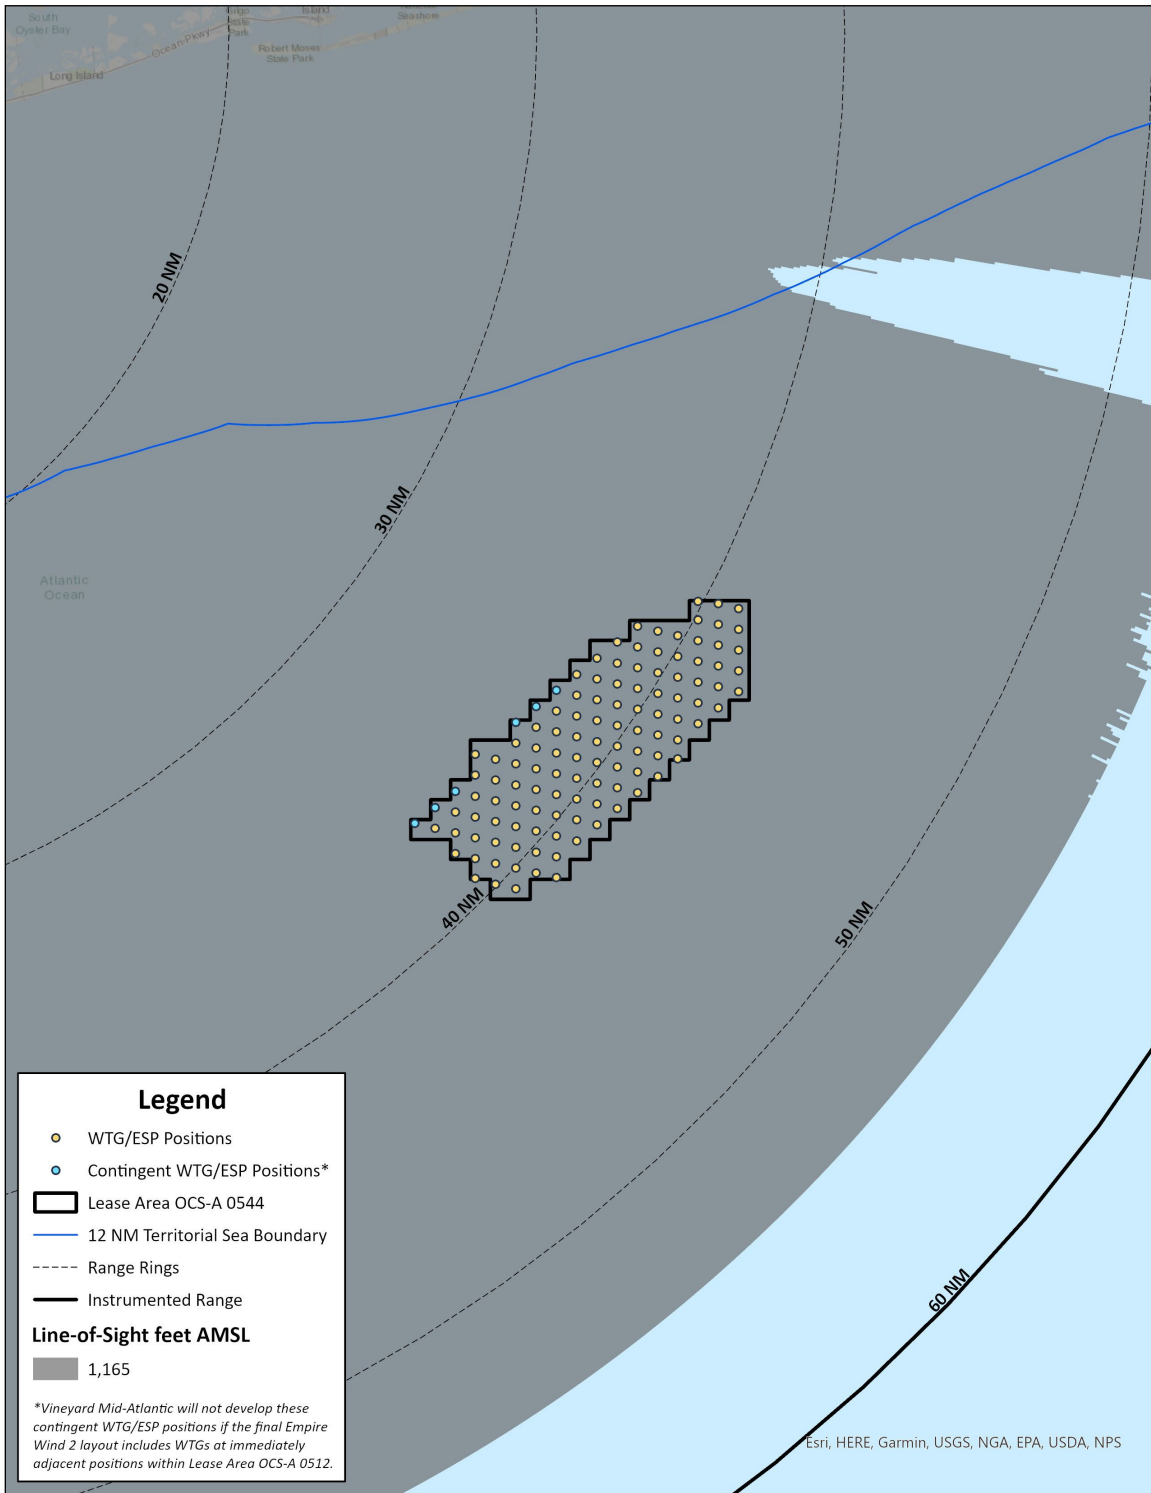 South
Oyster Bay
Gilgo
State
Park
Island
Seashore
Ocean Pkwy
Robert Moses
State Park
Long Island
20 NM
30 NM
Atlantic
Ocean
40 NM
50 NM
60 NM
Legend
WTG/ESP Positions
Contingent WTG/ESP Positions*
Lease Area OCS-A 0544
12 NM Territorial Sea Boundary
Range Rings
Instrumented Range
Line-of-Sight feet AMSL
1,165
*Vineyard Mid-Atlantic will not develop these
contingent WTG/ESP positions if the final Empire
Wind 2 layout includes WTGs at immediately
adjacent positions within Lease Area OCS-A 0512.
Esri, HERE, Garmin, USGS, NGA, EPA, USDA, NPS